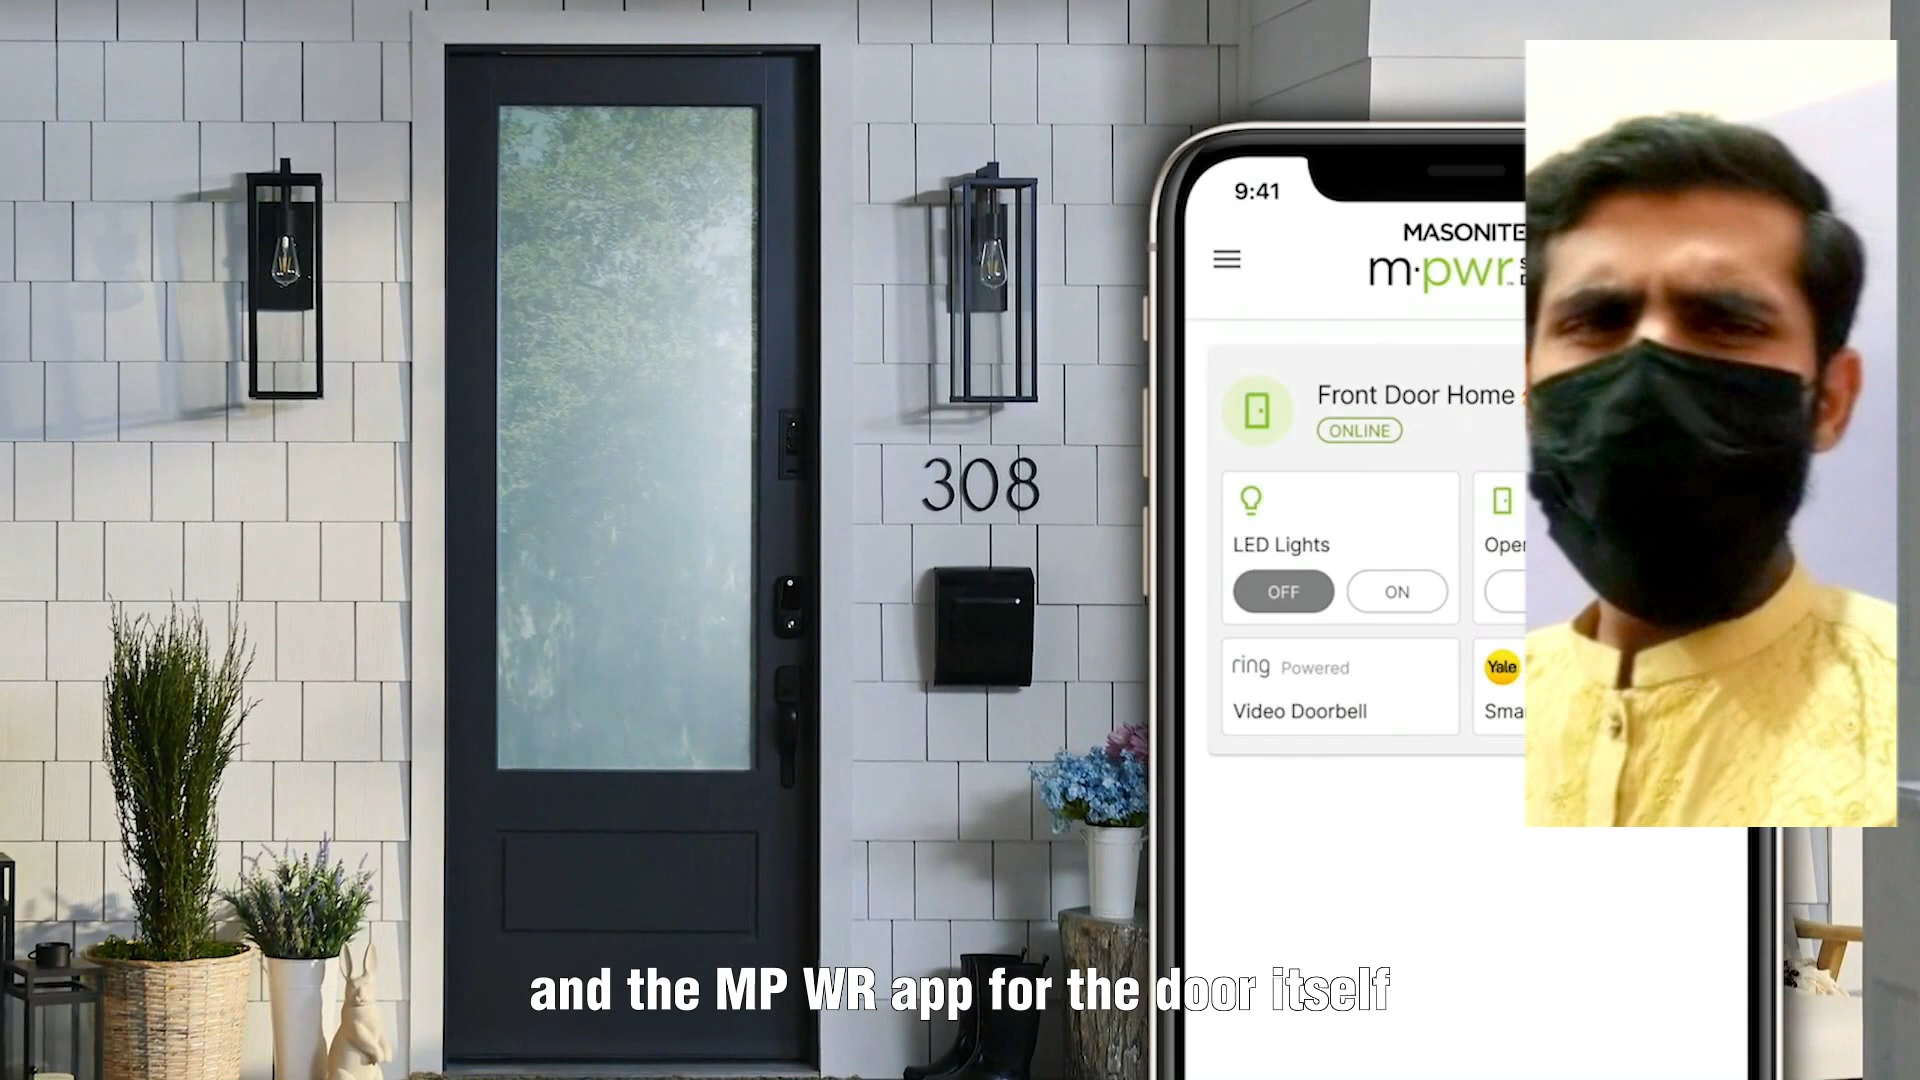 308
9:41
MASONITE
m·pwr™
Front Door Home
ONLINE
LED Lights
OFF
ON
ring Powered
Video Doorbell
Yale
and the MP WR app for the door itself